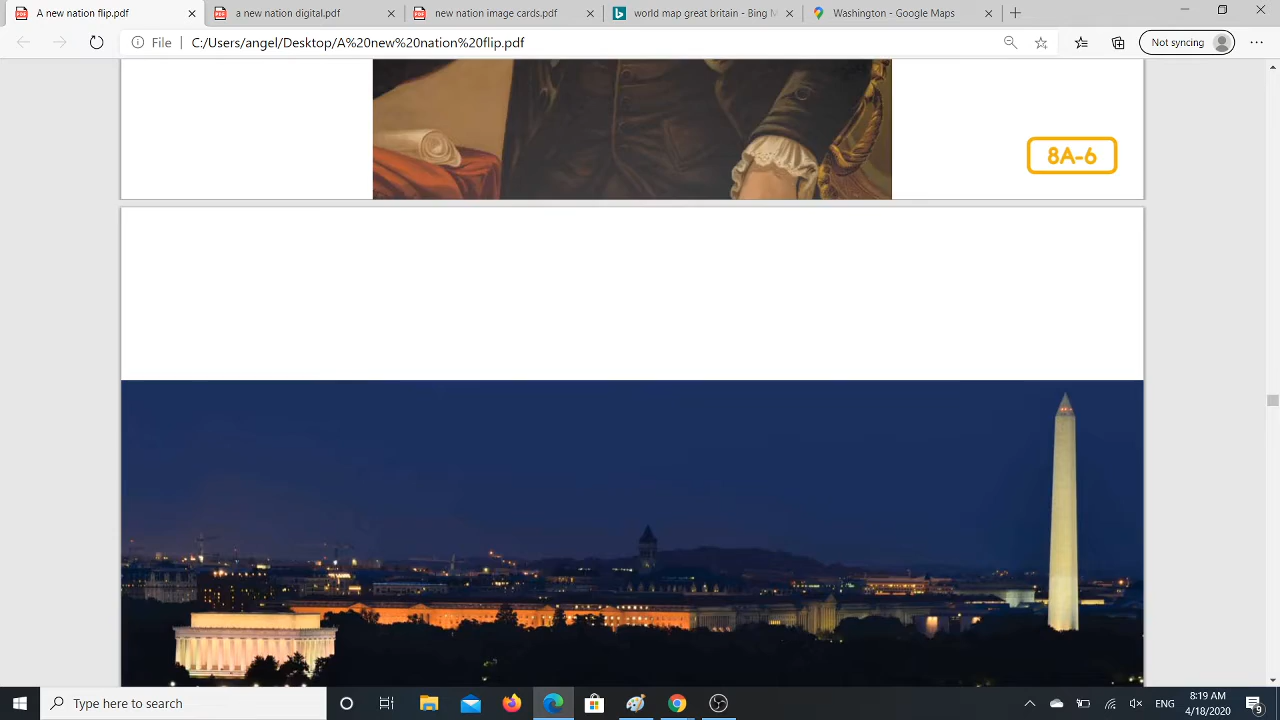 new nation flip.pdf
a new nation digital.pdf
new nation image cards.pdf
world map great britain - Bing M
Washington - Google Maps
File
C:/Users/angel/Desktop/A%20new%20nation%20flip.pdf
Not syncing
8A-6
Type here to search
ENG
8:19 AM
4/18/2020
9